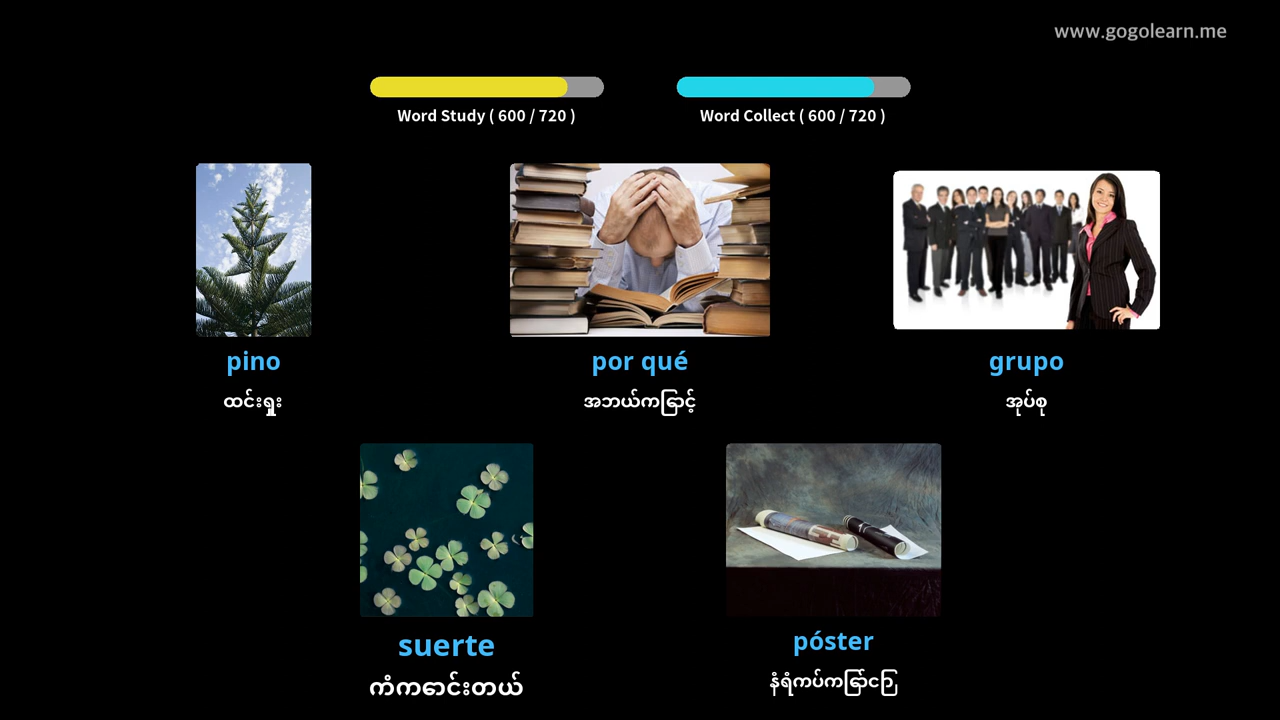 www.gogolearn.me
Word Study ( 600 / 720 )
Word Collect ( 600 / 720 )
pino
ထင်းရှူး
por qué
အဘယ်ကြောင့်
grupo
အုပ်စု
suerte
ကံကောင်းတယ်
póster
နံရံကပ်ကြော်ငြာ